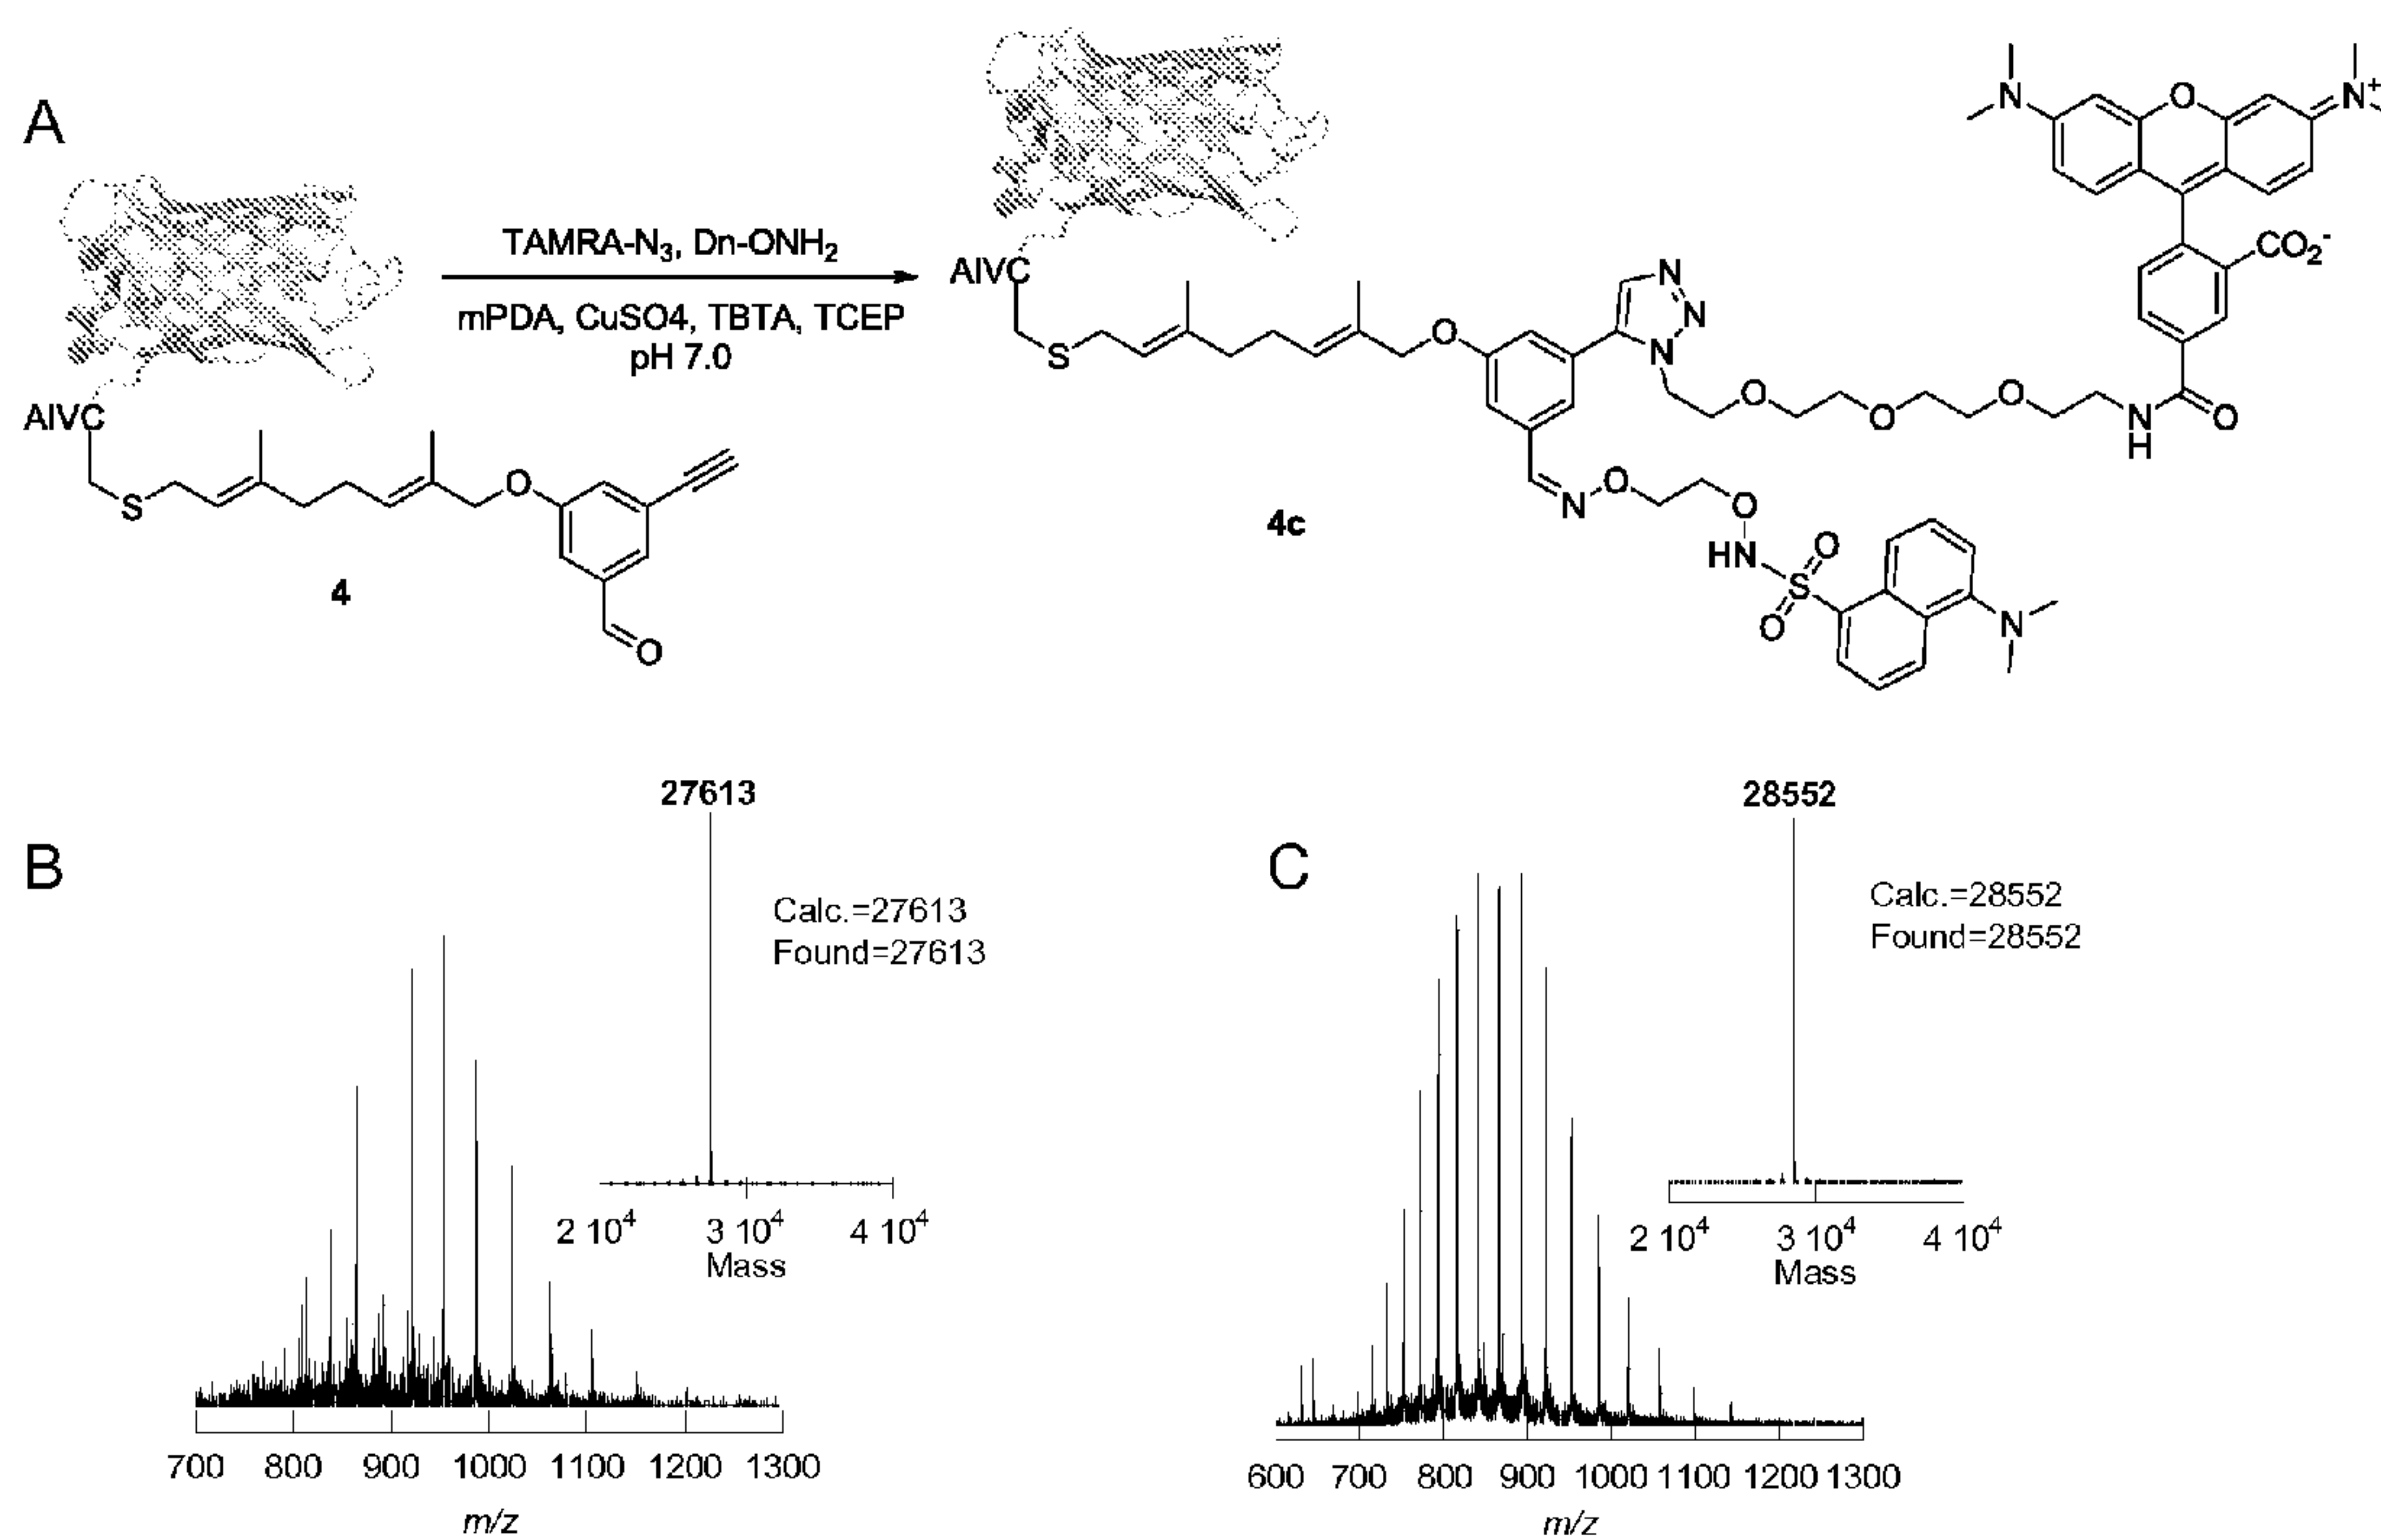 A
TAMRA-N3, Dn-ONH2
mPDA, CuSO4, TBTA, TCEP
pH 7.0
AIVC
S
O
O
4
AIVC
S
O
N
N
N
O
O
O
N
H
O
CO2-
N
O
N+
N
O
O
HN
S
O
O
N
4c
B
27613
Calc.=27613
Found=27613
2 10^4
3 10^4
4 10^4
Mass
700 800 900 1000 1100 1200 1300
m/z
C
28552
Calc.=28552
Found=28552
2 10^4
3 10^4
4 10^4
Mass
600 700 800 900 1000 1100 1200 1300
m/z